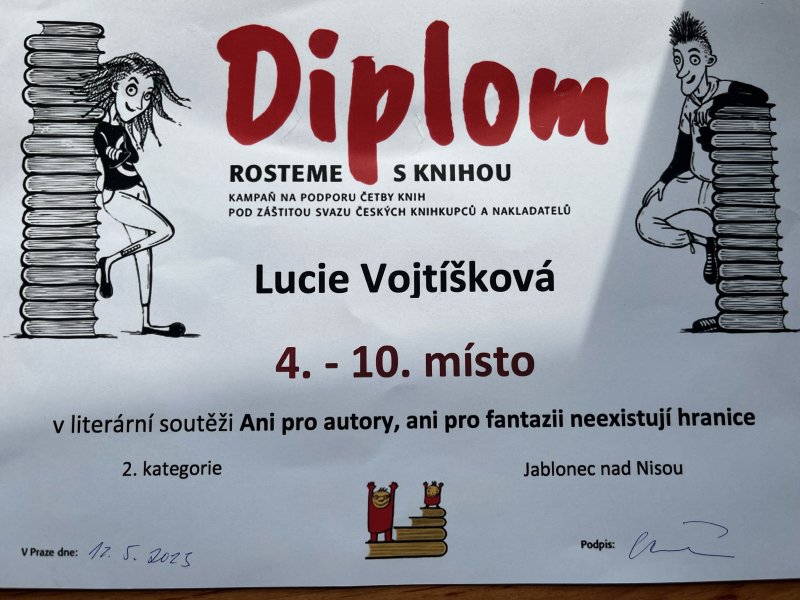 Diplom
ROSTEME S KNIHOU
KAMPAŇ NA PODPORU ČETBY KNIH
POD ZÁŠTITOU SVAZU ČESKÝCH KNIHKUPCŮ A NAKLADATELŮ
Lucie Vojtíšková
4. - 10. místo
v literární soutěži Ani pro autory, ani pro fantazii neexistují hranice
2. kategorie
Jablonec nad Nisou
V Praze dne: 12. 5. 2023
Podpis: